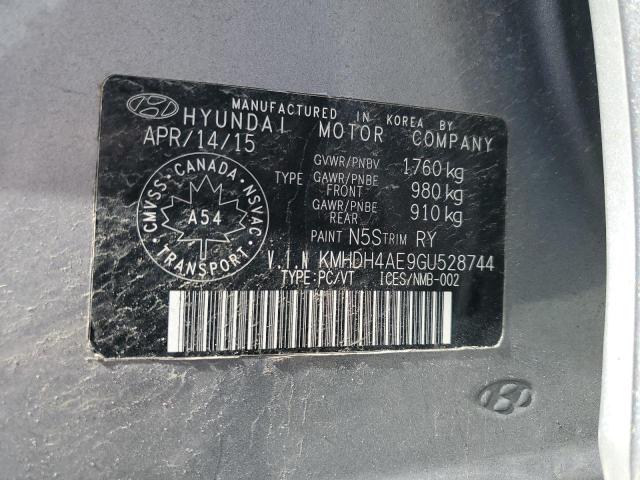 MANUFACTURED IN KOREA BY
HYUNDAI MOTOR COMPANY
APR/14/15
GVWR/PNBV 1760 kg
TYPE GAWR/PNBE FRONT 980 kg
GAWR/PNBE REAR 910 kg
PAINT N5S TRIM RY
V.I.N KMHDH4AE9GU528744
TYPE:PC/VT ICES/NMB-002
CMVSS CANADA NSVAC
A54
TRANSPORT